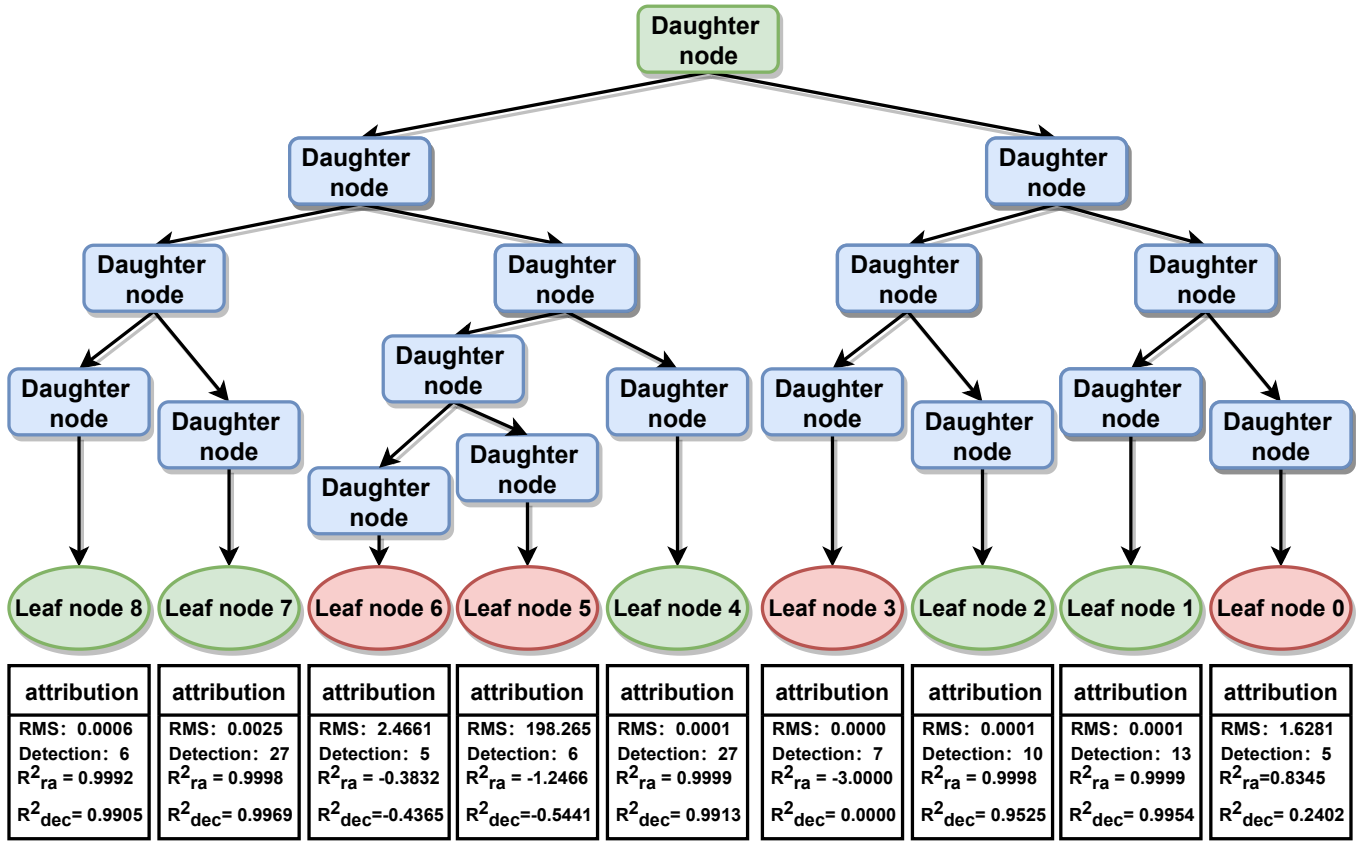 Daughter
node
Daughter
node
Daughter
node
Daughter
node
Daughter
node
Daughter
node
Daughter
node
Daughter
node
Daughter
node
Daughter
node
Daughter
node
Daughter
node
Daughter
node
Daughter
node
Daughter
node
Daughter
node
Daughter
node
Leaf node 8
Leaf node 7
Leaf node 6
Leaf node 5
Leaf node 4
Leaf node 3
Leaf node 2
Leaf node 1
Leaf node 0
attribution
RMS: 0.0006
Detection: 6
R²ra = 0.9992
R²dec= 0.9905
attribution
RMS: 0.0025
Detection: 27
R²ra = 0.9998
R²dec= 0.9969
attribution
RMS: 2.4661
Detection: 5
R²ra = -0.3832
R²dec=-0.4365
attribution
RMS: 198.265
Detection: 6
R²ra = -1.2466
R²dec=-0.5441
attribution
RMS: 0.0001
Detection: 27
R²ra = 0.9999
R²dec= 0.9913
attribution
RMS: 0.0000
Detection: 7
R²ra = -3.0000
R²dec= 0.0000
attribution
RMS: 0.0001
Detection: 10
R²ra = 0.9998
R²dec= 0.9525
attribution
RMS: 0.0001
Detection: 13
R²ra = 0.9999
R²dec= 0.9954
attribution
RMS: 1.6281
Detection: 5
R²ra=0.8345
R²dec= 0.2402